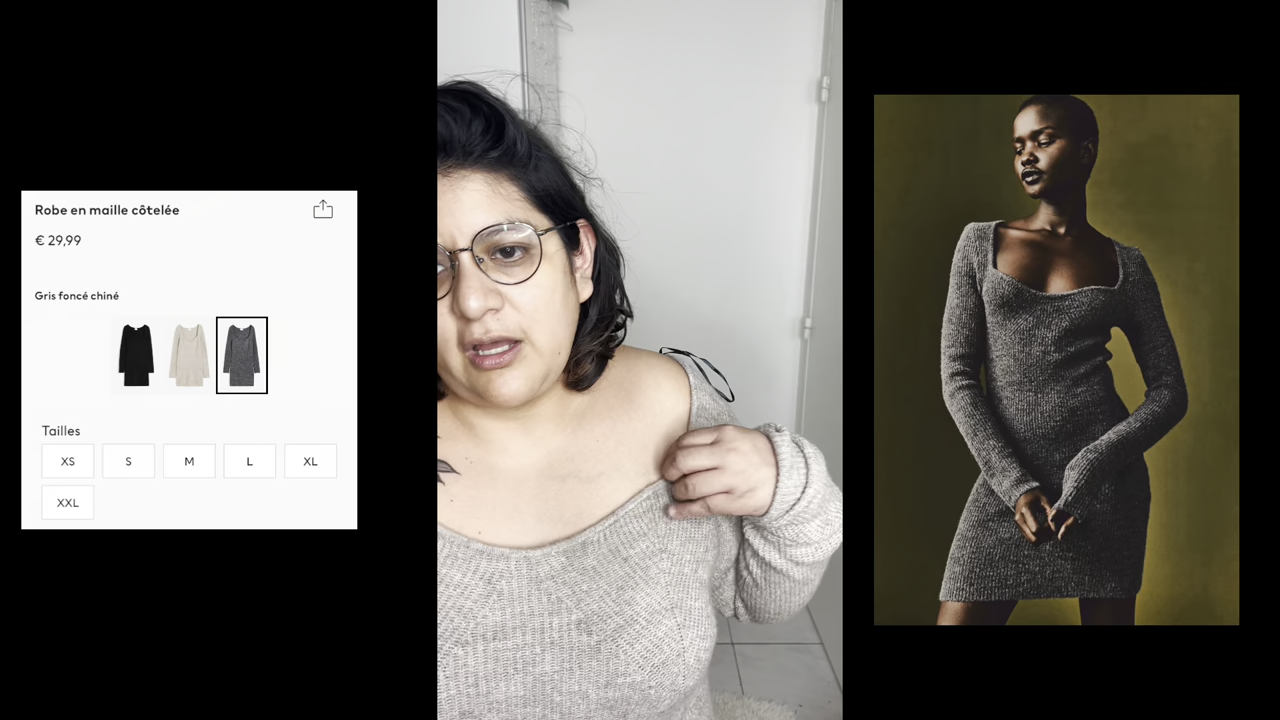 Robe en maille côtelée
€ 29,99
Gris foncé chiné
Tailles
XS S M L XL
XXL